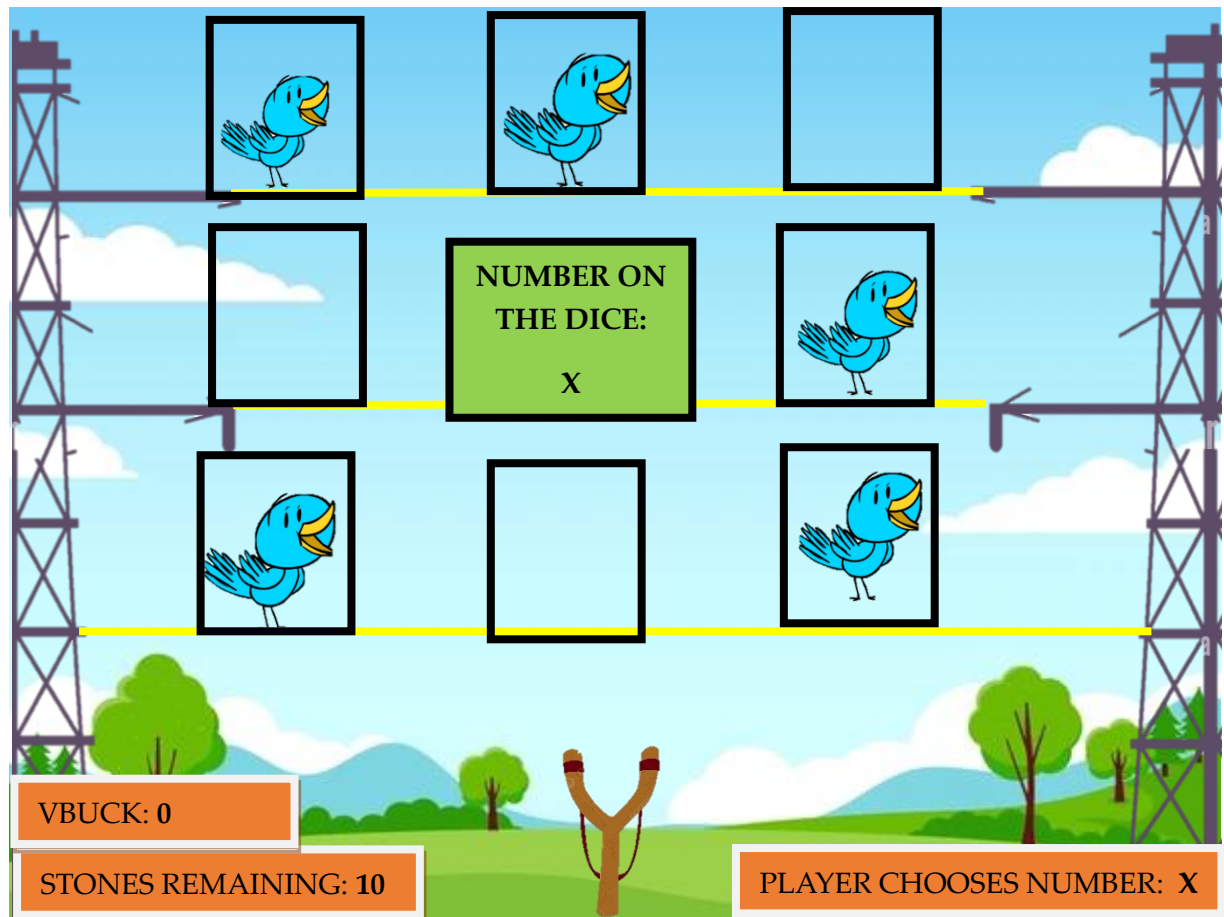 NUMBER ON
THE DICE:
X
VBUCK: 0
STONES REMAINING: 10
PLAYER CHOOSES NUMBER: X